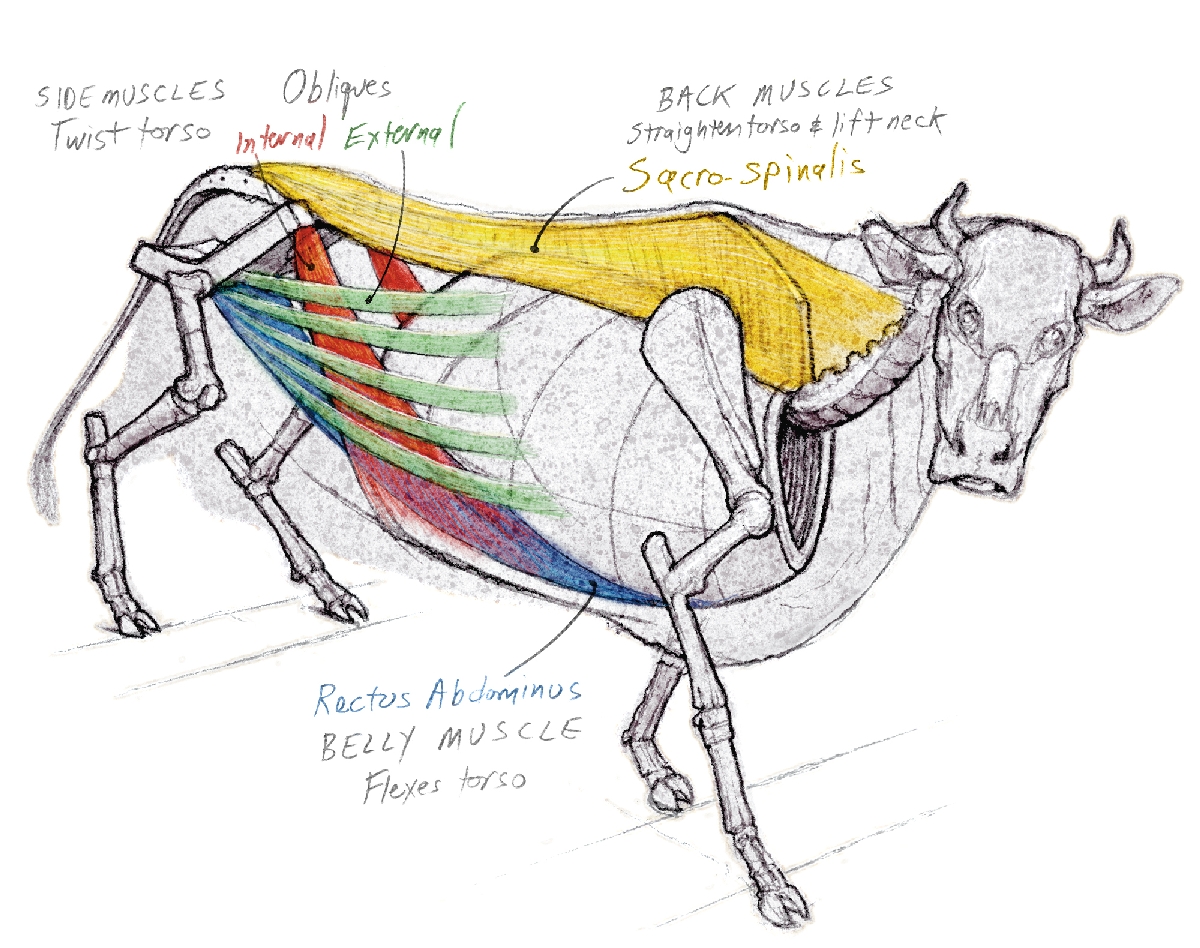 SIDE MUSCLES
Twist torso
Obliques
Internal External
BACK MUSCLES
Straighten torso & lift neck
Sacro-spinalis
Rectus Abdominus
BELLY MUSCLE
Flexes torso